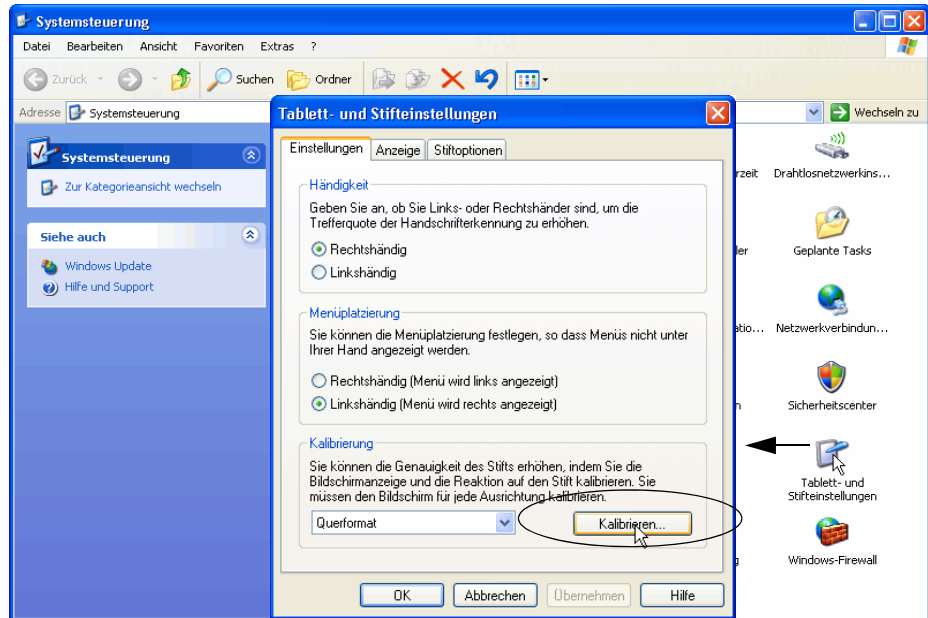 Systemsteuerung
Datei Bearbeiten Ansicht Favoriten Extras ?
Zurück Suchen Ordner
Adresse Systemsteuerung Wechseln zu
Systemsteuerung
Zur Kategorieansicht wechseln
Siehe auch
Windows Update
Hilfe und Support
Tablett- und Stifteinstellungen
Einstellungen Anzeige Stiftoptionen
Händigkeit
Geben Sie an, ob Sie Links- oder Rechtshänder sind, um die
Trefferquote der Handschrifterkennung zu erhöhen.
Rechtshändig
Linkshändig
Menüplatzierung
Sie können die Menüplatzierung festlegen, so dass Menüs nicht unter
Ihrer Hand angezeigt werden.
Rechtshändig (Menü wird links angezeigt)
Linkshändig (Menü wird rechts angezeigt)
Kalibrierung
Sie können die Genauigkeit des Stifts erhöhen, indem Sie die
Bildschirmanzeige und die Reaktion auf den Stift kalibrieren. Sie
müssen den Bildschirm für jede Ausrichtung kalibrieren.
Querformat Kalibrieren...
OK Abbrechen Übernehmen Hilfe
rzeit Drahtlosnetzwerkins...
ler Geplante Tasks
atio... Netzwerkverbindun...
n Sicherheitscenter
Tablett- und
Stifteinstellungen
g Windows-Firewall